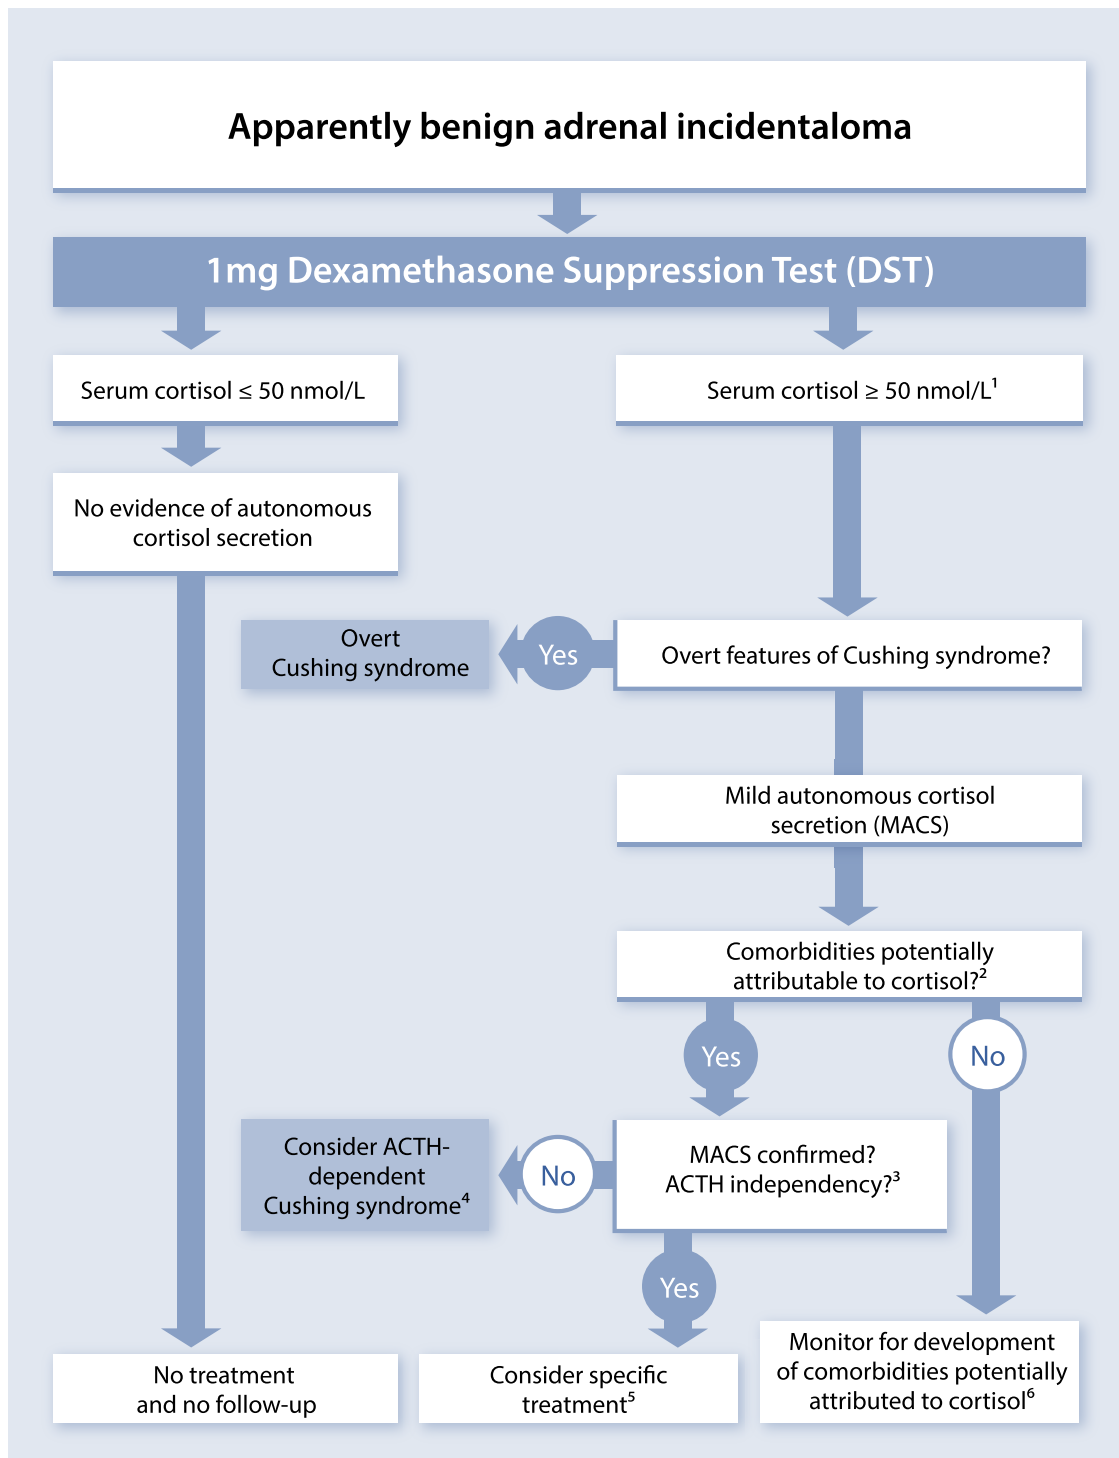 Apparently benign adrenal incidentaloma
1mg Dexamethasone Suppression Test (DST)
Serum cortisol ≤ 50 nmol/L
Serum cortisol ≥ 50 nmol/L¹
No evidence of autonomous
cortisol secretion
Overt
Cushing syndrome
Yes
Overt features of Cushing syndrome?
Mild autonomous cortisol
secretion (MACS)
Comorbidities potentially
attributable to cortisol?²
Yes
No
Consider ACTH-
dependent
Cushing syndrome⁴
No
MACS confirmed?
ACTH independency?³
Yes
No treatment
and no follow-up
Consider specific
treatment⁵
Monitor for development
of comorbidities potentially
attributed to cortisol⁶